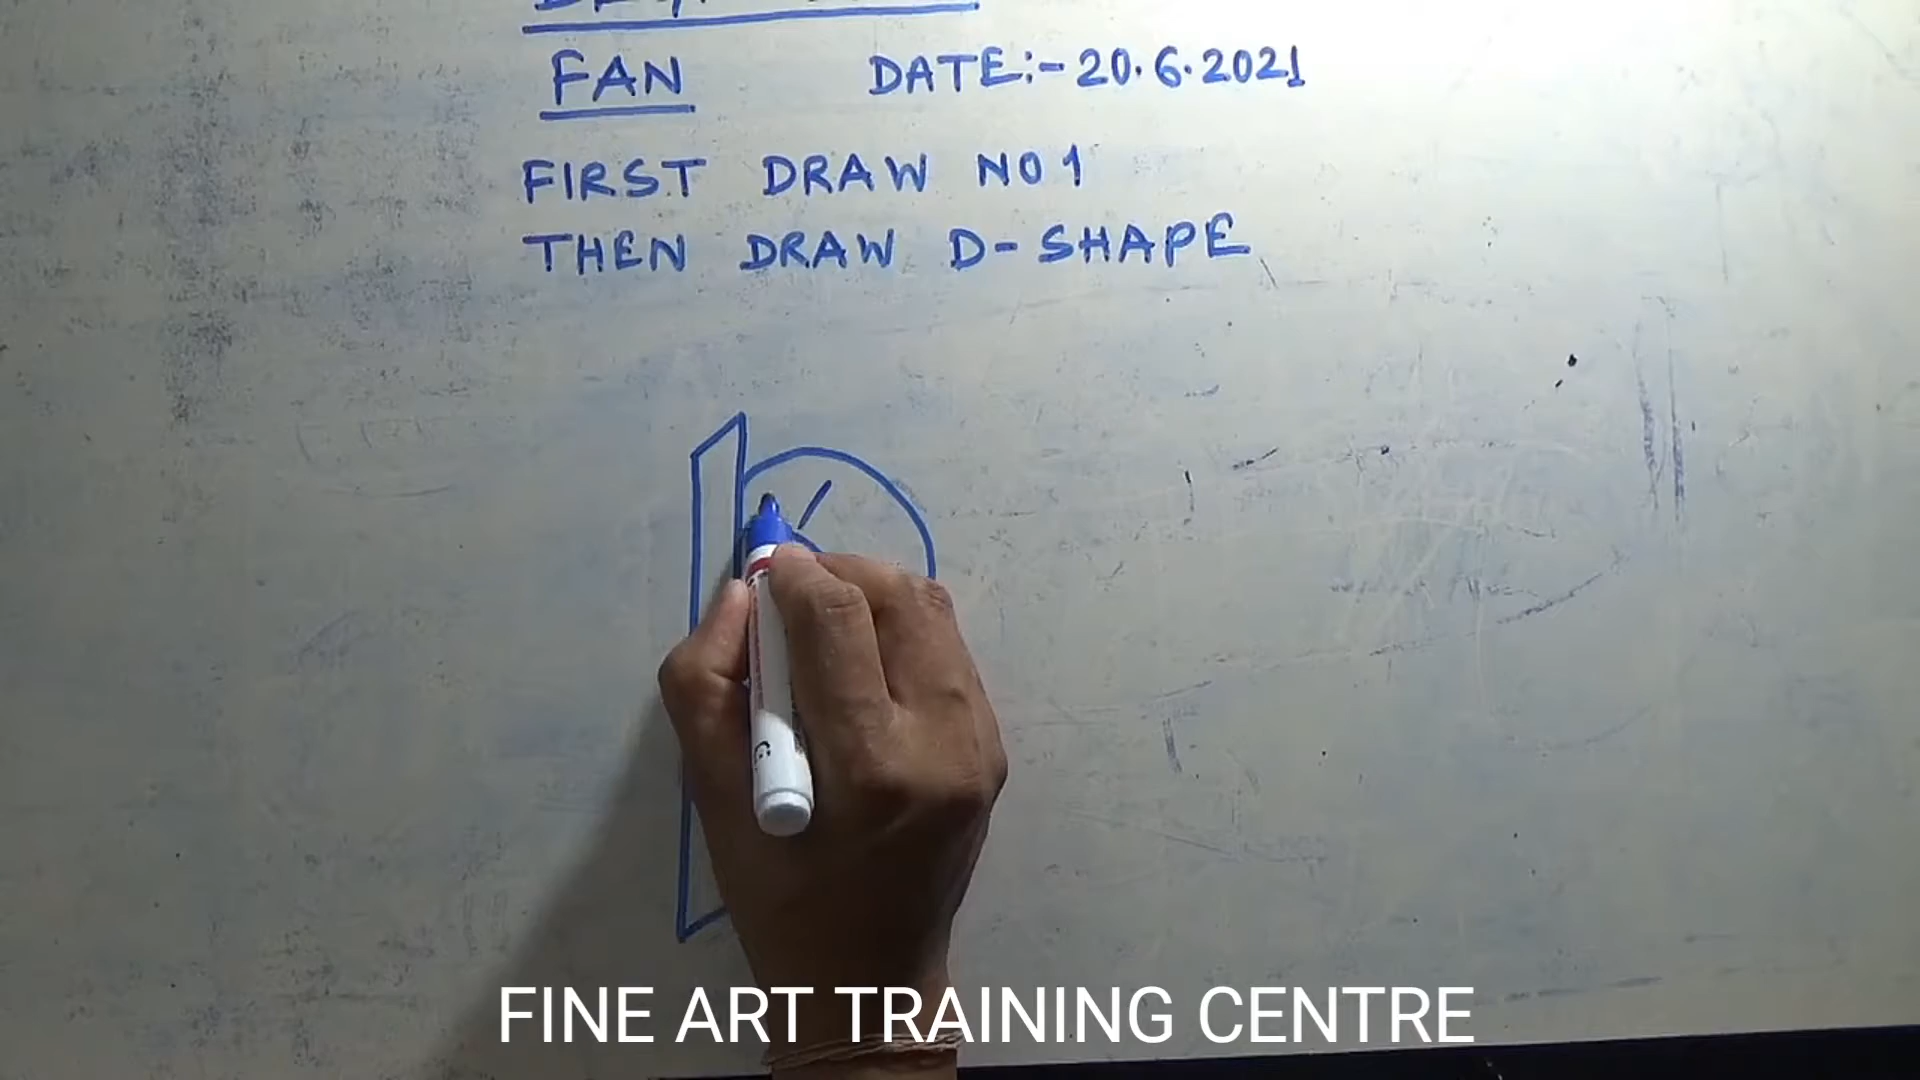 FAN DATE:-20.6.2021
FIRST DRAW NO 1
THEN DRAW D-SHAPE
FINE ART TRAINING CENTRE